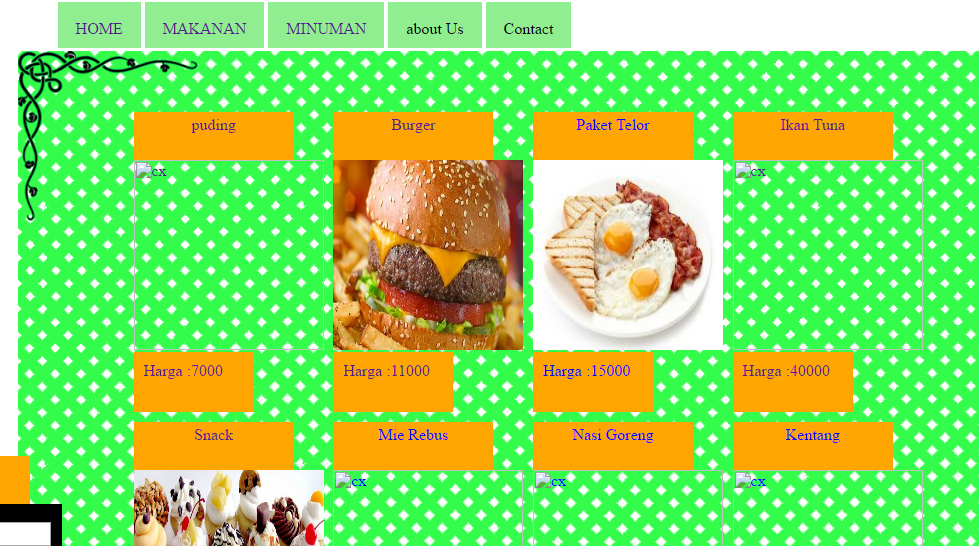 HOME MAKANAN MINUMAN about Us Contact
puding Burger Paket Telor Ikan Tuna
cx cx
Harga :7000 Harga :11000 Harga :15000 Harga :40000
Snack Mie Rebus Nasi Goreng Kentang
cx cx cx